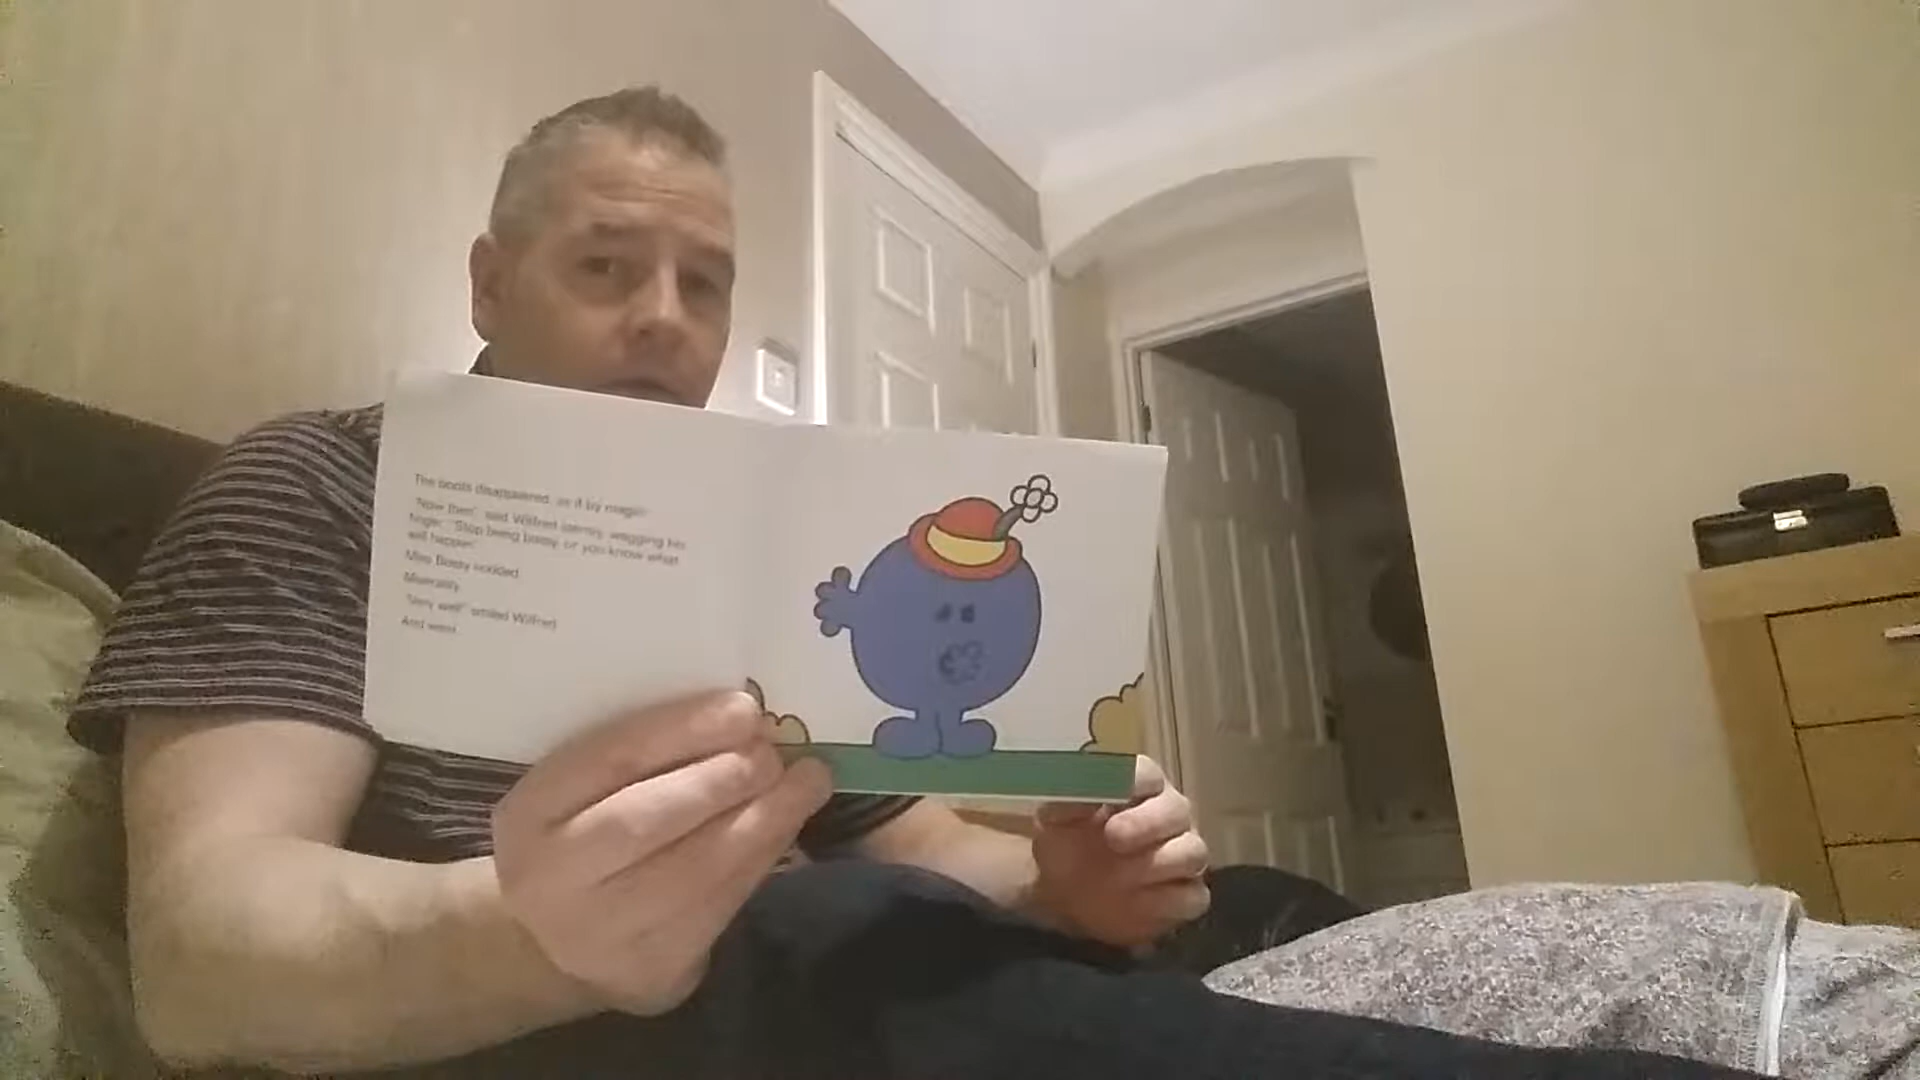 The boots disappeared, as if by magic.
"Now then", said Wilfred sternly, wagging his
finger. "Stop being bossy, or you know what
will happen".
Miss Bossy nodded.
Miserably.
"Very well" smiled Wilfred.
And went.